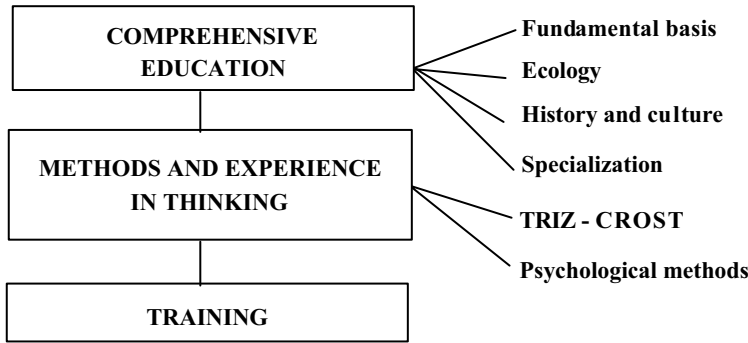 COMPREHENSIVE
EDUCATION
Fundamental basis
Ecology
History and culture
Specialization
METHODS AND EXPERIENCE
IN THINKING
TRIZ - CROST
Psychological methods
TRAINING